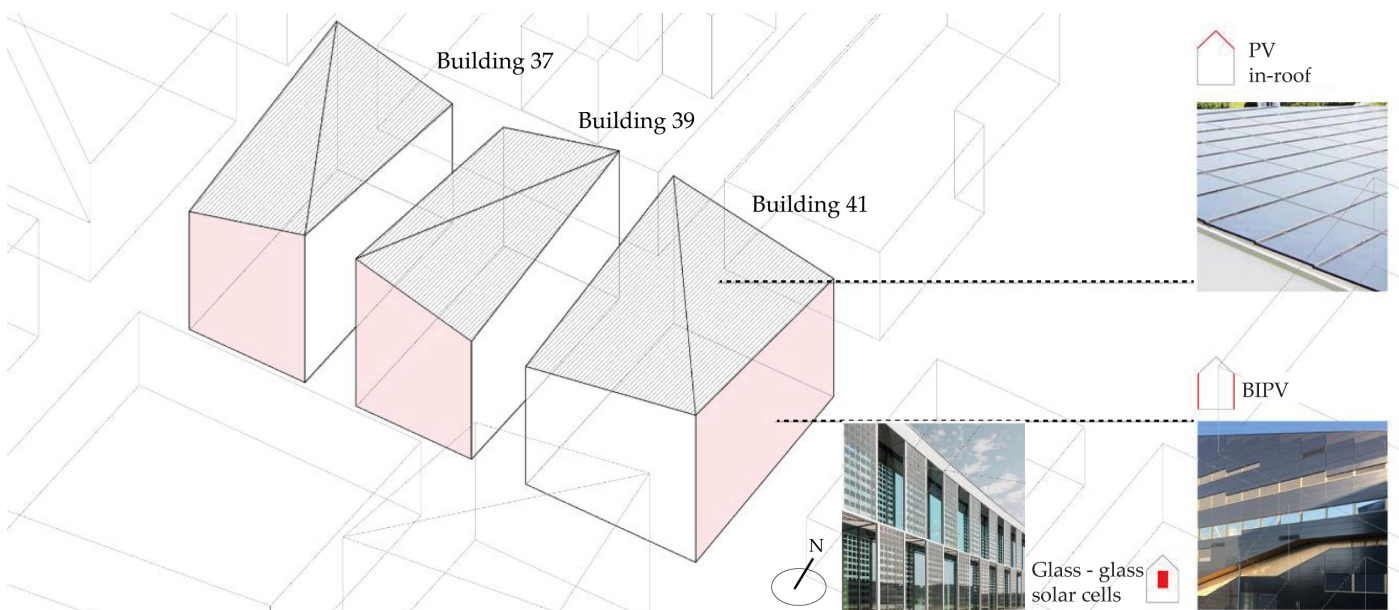 Building 37
Building 39
Building 41
PV
in-roof
BIPV
N
Glass - glass
solar cells